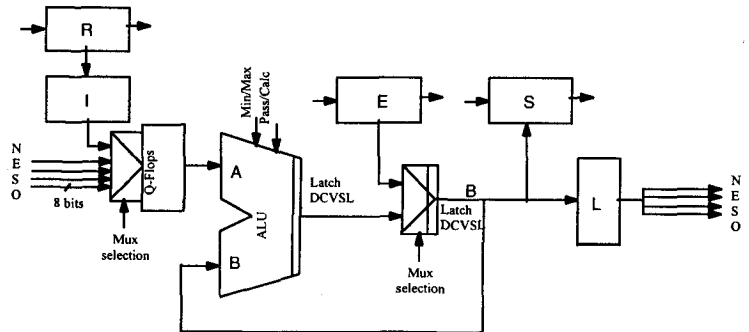 R
I
N
E
S
O
8 bits
Q-Flops
Mux
selection
Min/Max
Pass/Calc
A
B
ALU
Latch
DCVSL
E
B
Latch
DCVSL
Mux
selection
S
L
N
E
S
O